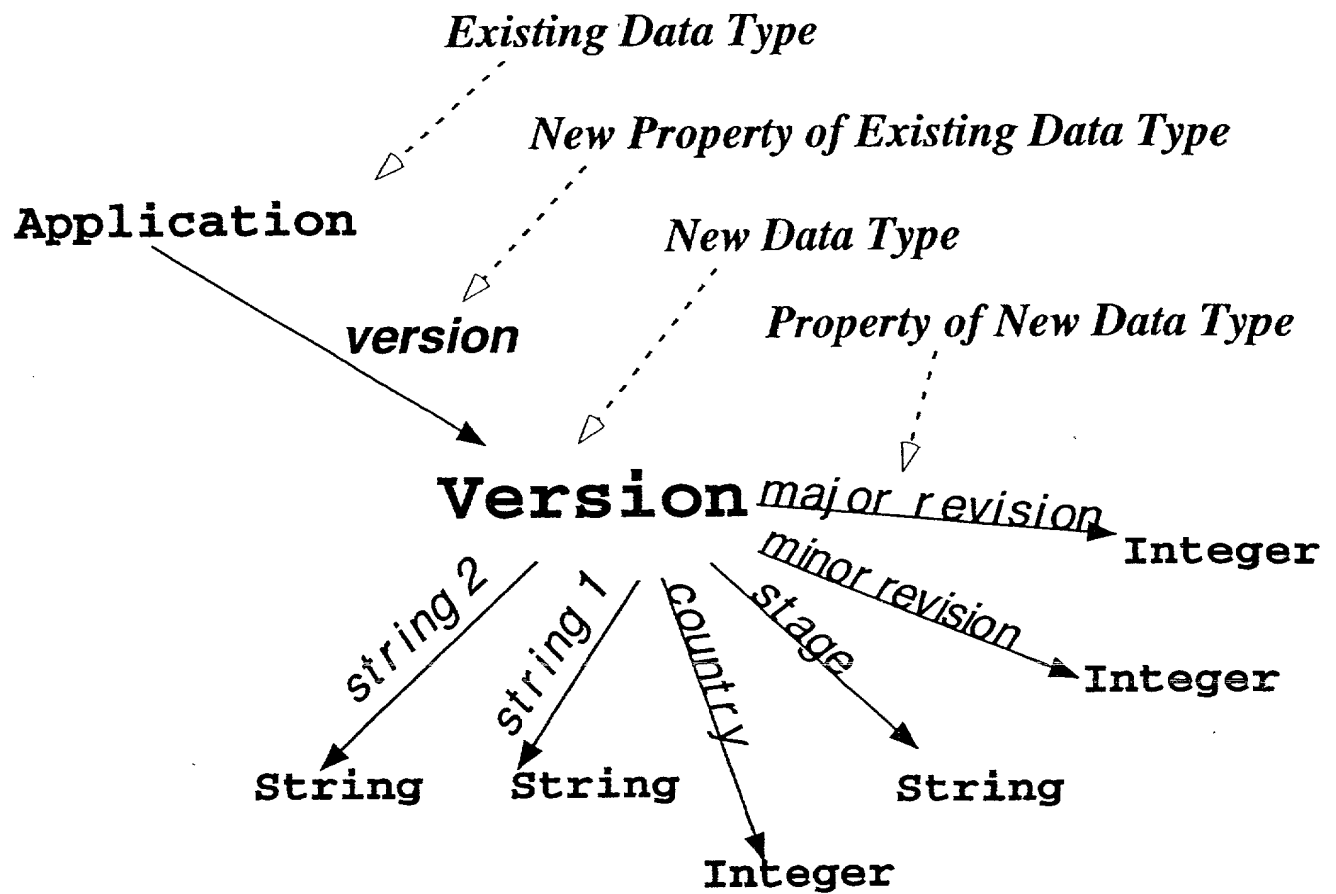 Existing Data Type
New Property of Existing Data Type
Application
New Data Type
version
Property of New Data Type
Version
major revision
Integer
minor revision
Integer
stage
String
country
Integer
string 1
String
string 2
String